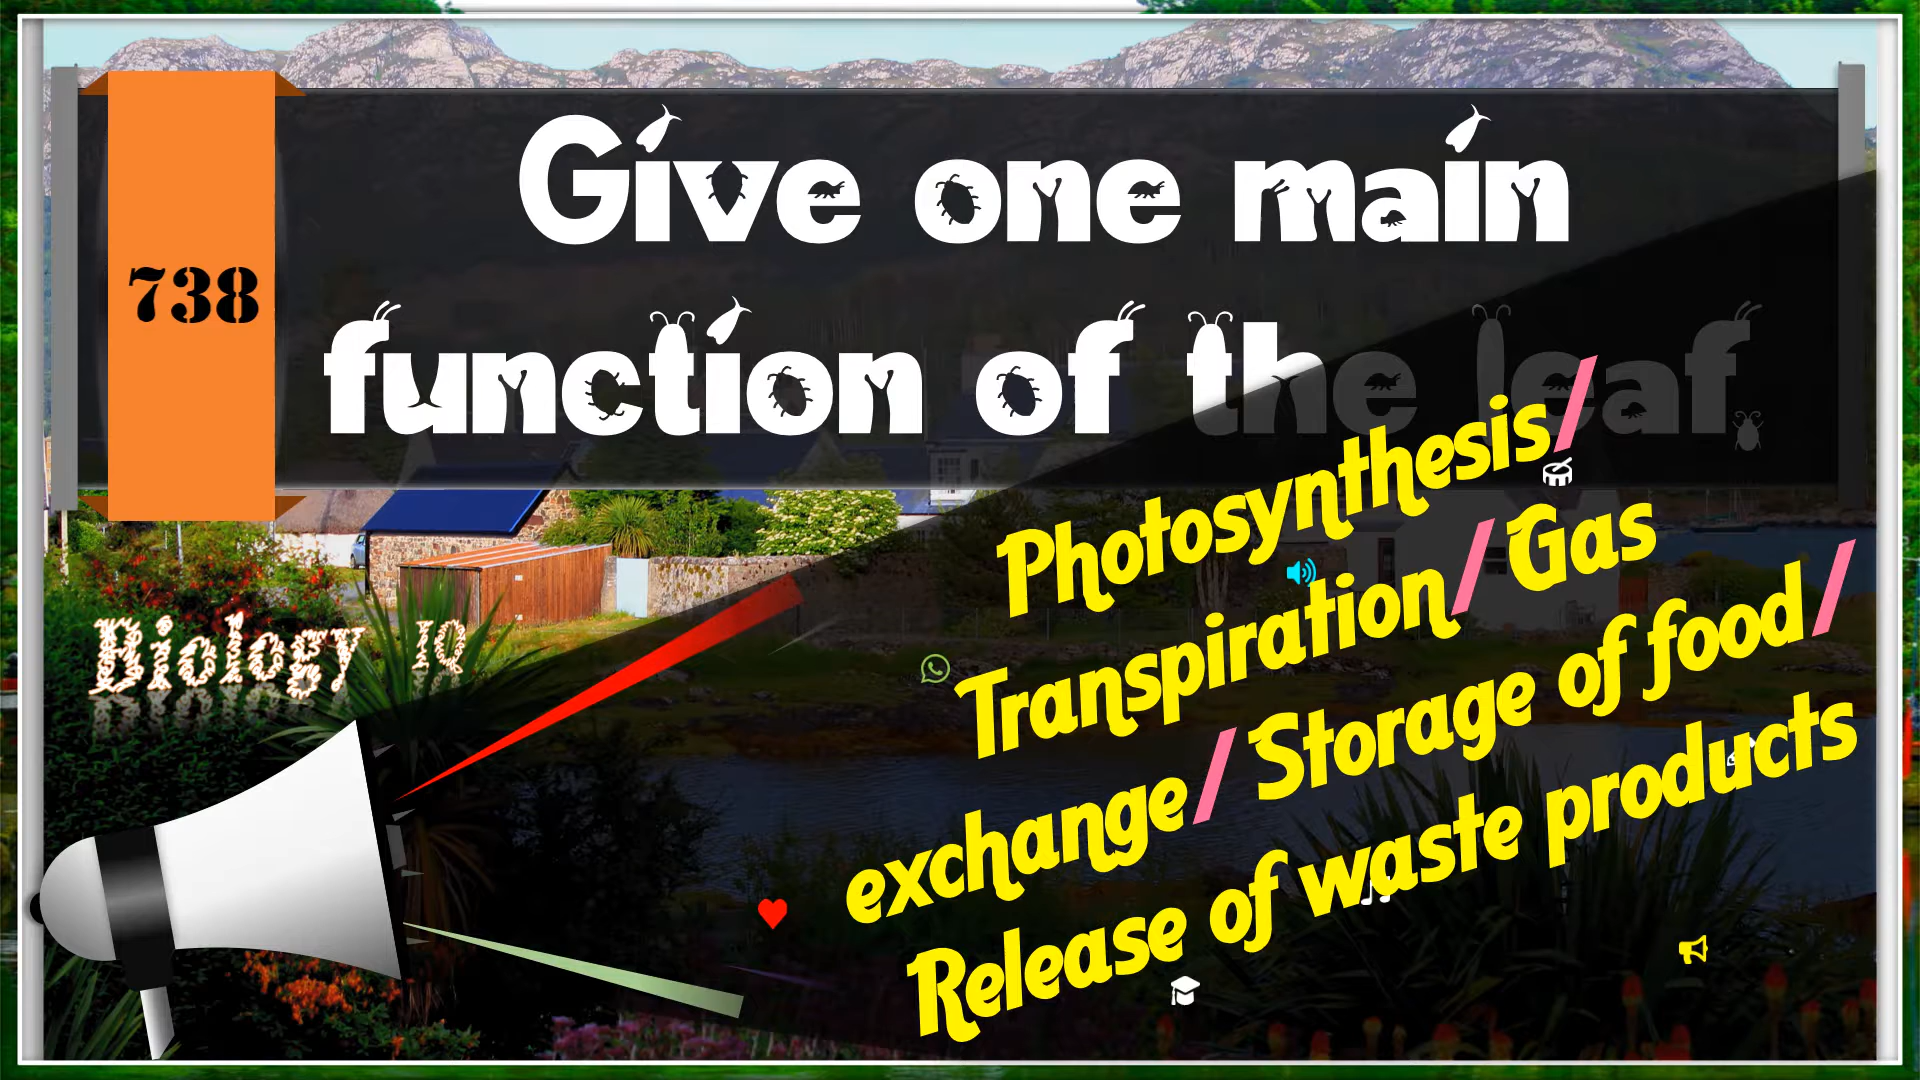 Give one main
738
function of the leaf.
Photosynthesis/
Transpiration/Gas
exchange/Storage of food/
Release of waste products
Biology 10